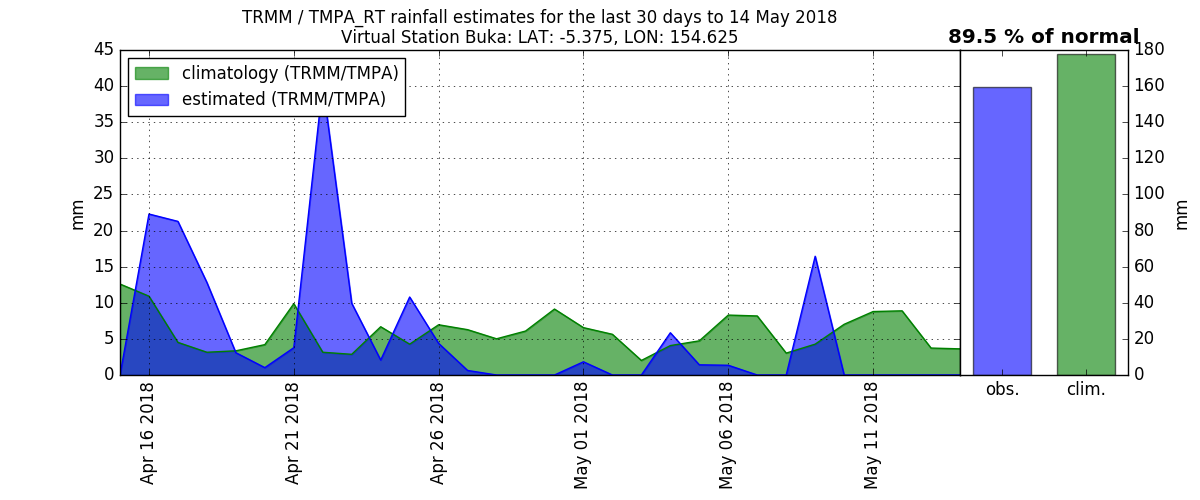 TRMM / TMPA_RT rainfall estimates for the last 30 days to 14 May 2018
Virtual Station Buka: LAT: -5.375, LON: 154.625
89.5 % of normal
climatology (TRMM/TMPA)
estimated (TRMM/TMPA)
45
40
35
30
25
20
15
10
5
0
mm
Apr 16 2018
Apr 21 2018
Apr 26 2018
May 01 2018
May 06 2018
May 11 2018
180
160
140
120
100
80
60
40
20
0
mm
obs.
clim.